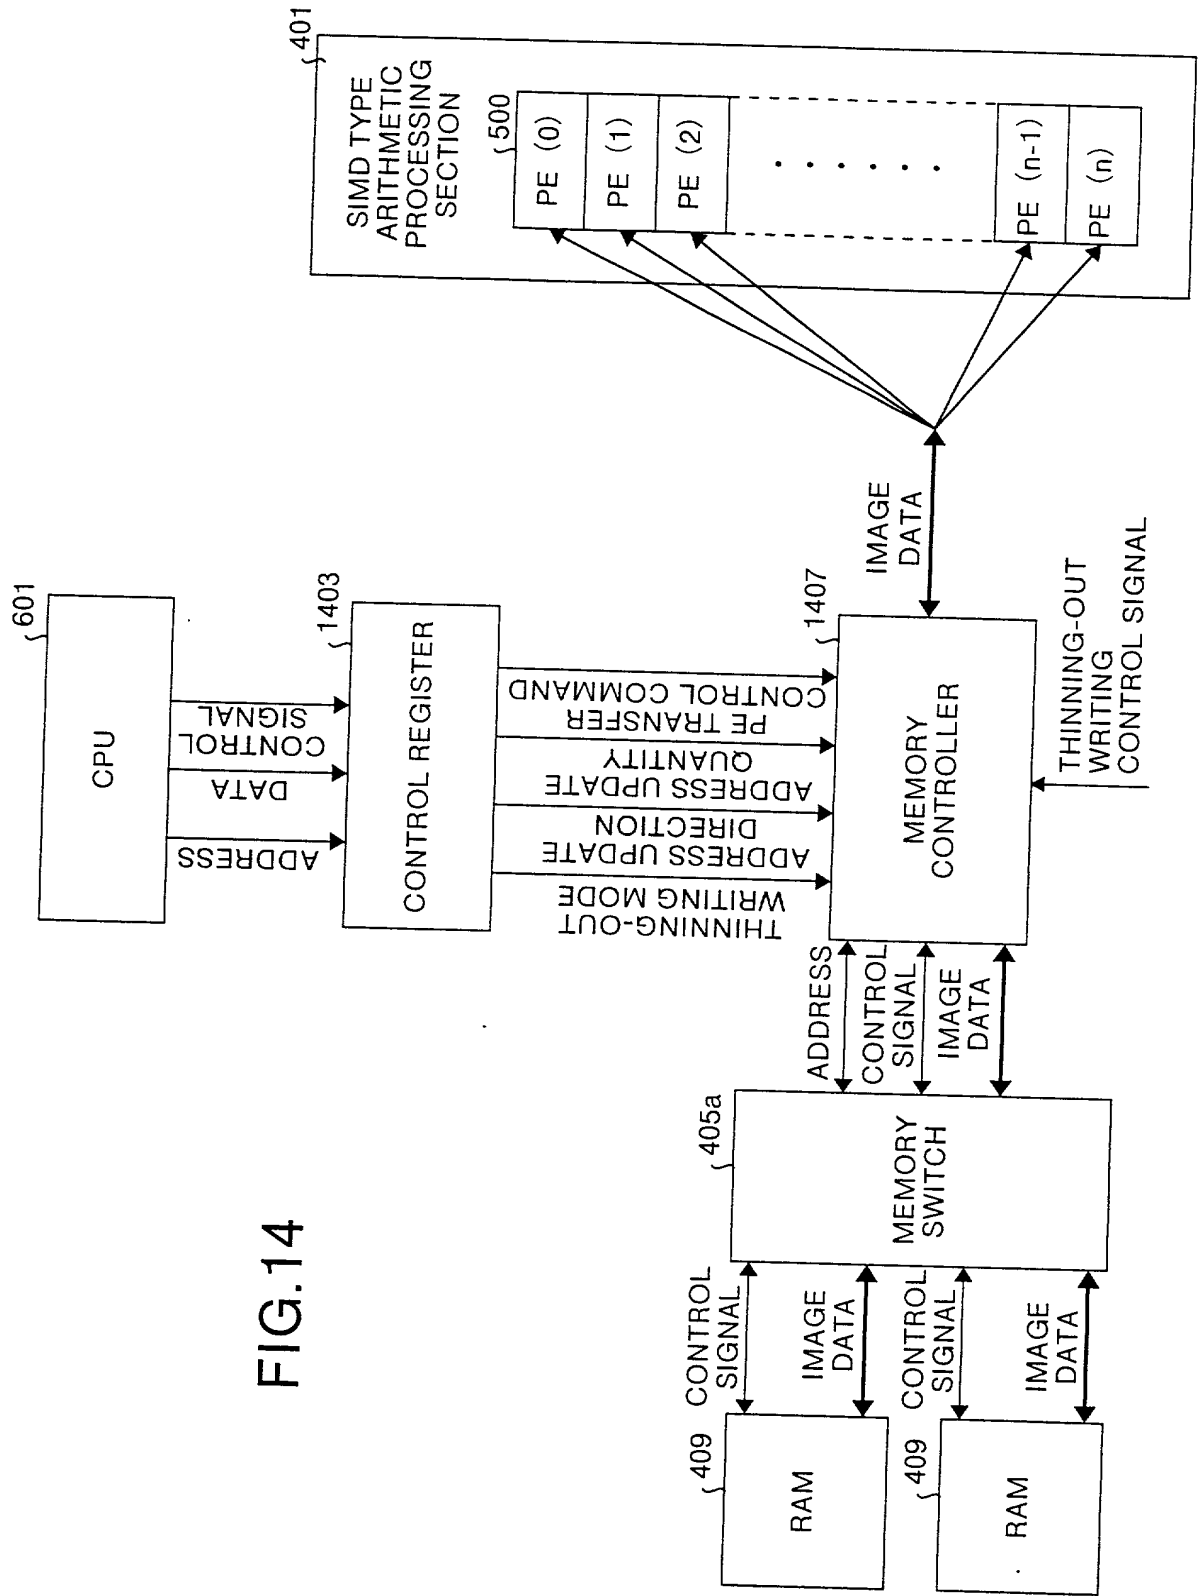 FIG.14
601
CPU
ADDRESS
DATA
CONTROL
SIGNAL
1403
CONTROL REGISTER
THINNING-OUT
WRITING MODE
ADDRESS UPDATE
DIRECTION
ADDRESS UPDATE
QUANTITY
PE TRANSFER
CONTROL COMMAND
401
SIMD TYPE
ARITHMETIC
PROCESSING
SECTION
500
PE (0)
PE (1)
PE (2)
PE (n-1)
PE (n)
409
RAM
CONTROL
SIGNAL
IMAGE
DATA
409
RAM
CONTROL
SIGNAL
IMAGE
DATA
405a
MEMORY
SWITCH
ADDRESS
CONTROL
SIGNAL
IMAGE
DATA
1407
MEMORY
CONTROLLER
IMAGE
DATA
THINNING-OUT
WRITING
CONTROL SIGNAL